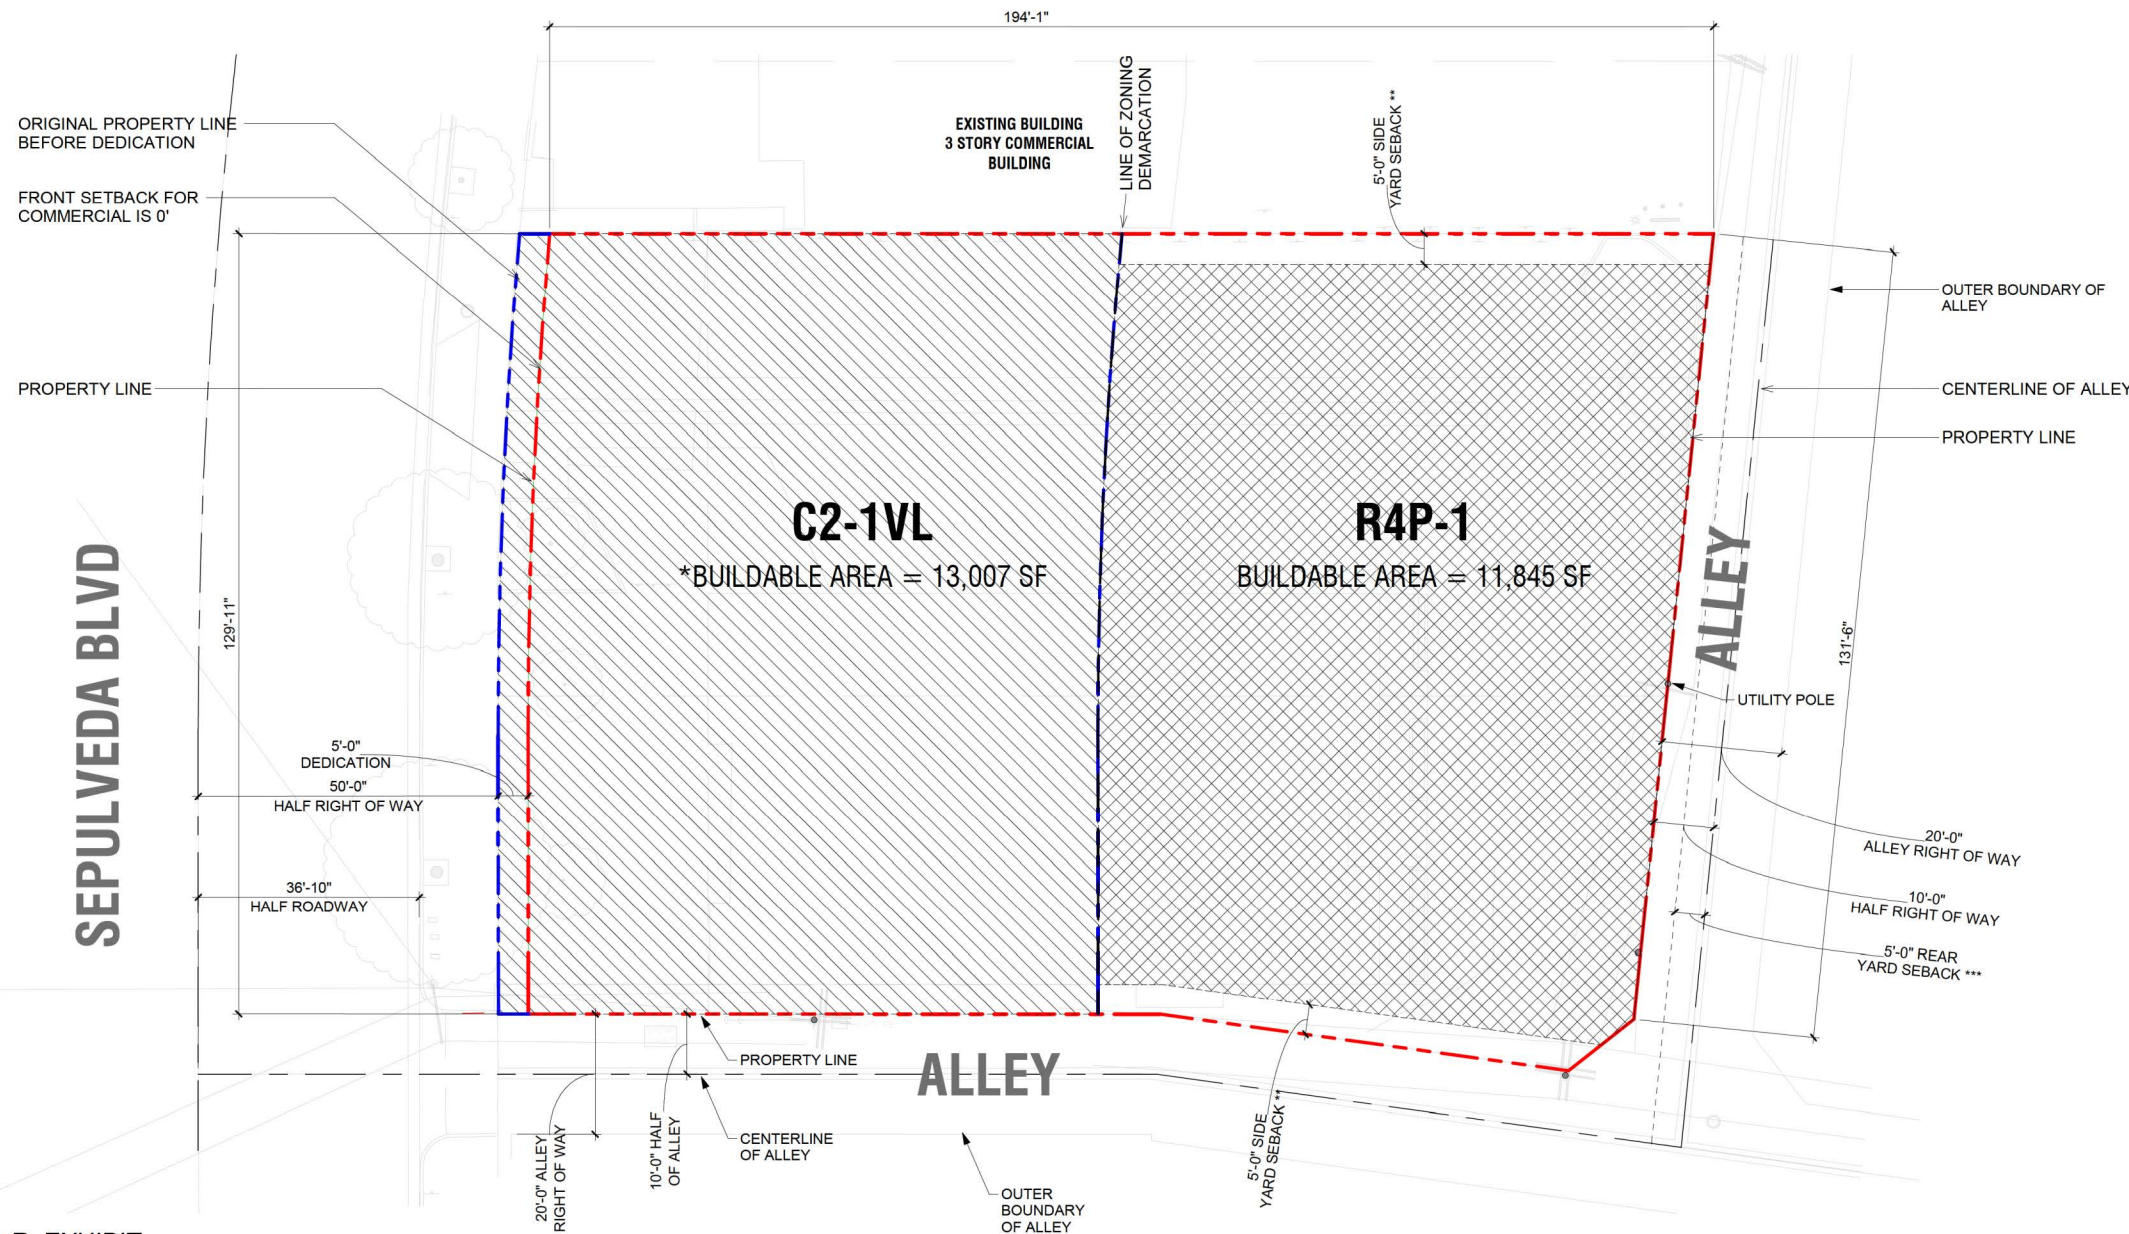 194'-1"
ORIGINAL PROPERTY LINE
BEFORE DEDICATION
FRONT SETBACK FOR
COMMERCIAL IS 0'
PROPERTY LINE
EXISTING BUILDING
3 STORY COMMERCIAL
BUILDING
LINE OF ZONING
DEMARCATION
5'-0" SIDE
YARD SEBACK **
OUTER BOUNDARY OF
ALLEY
CENTERLINE OF ALLEY
PROPERTY LINE
C2-1VL
*BUILDABLE AREA = 13,007 SF
R4P-1
BUILDABLE AREA = 11,845 SF
SEPULVEDA BLVD
129'-11"
ALLEY
131'-6"
UTILITY POLE
5'-0"
DEDICATION
50'-0"
HALF RIGHT OF WAY
36'-10"
HALF ROADWAY
20'-0"
ALLEY RIGHT OF WAY
10'-0"
HALF RIGHT OF WAY
5'-0" REAR
YARD SEBACK ***
PROPERTY LINE
ALLEY
CENTERLINE
OF ALLEY
20'-0" ALLEY
RIGHT OF WAY
10'-0" HALF
OF ALLEY
OUTER
BOUNDARY
OF ALLEY
5'-0" SIDE
YARD SEBACK **